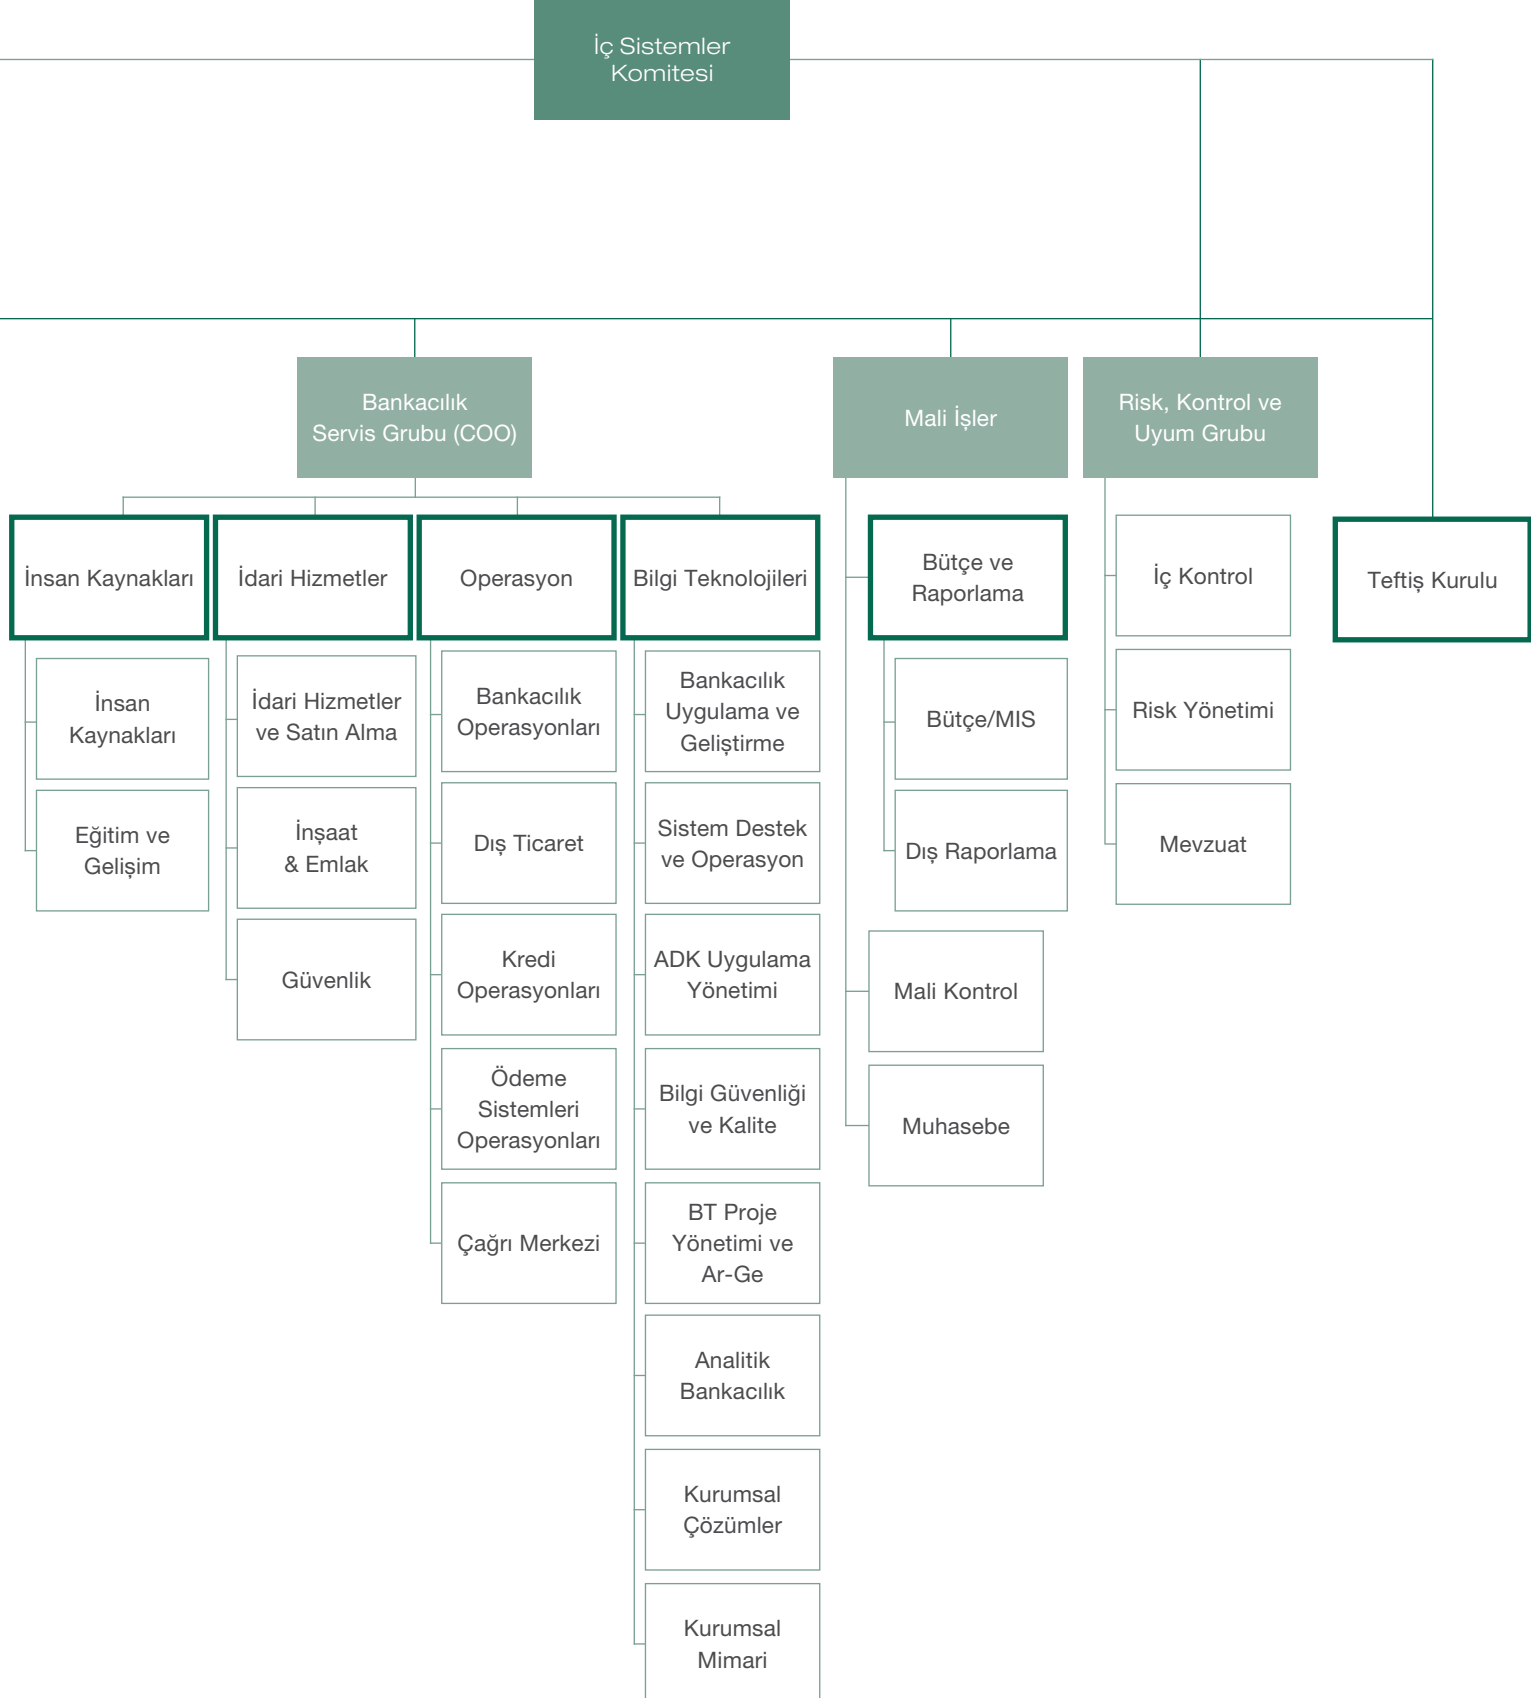 İç Sistemler
Komitesi
Bankacılık
Servis Grubu (COO)
Mali İşler
Risk, Kontrol ve
Uyum Grubu
İnsan Kaynakları
İdari Hizmetler
Operasyon
Bilgi Teknolojileri
Bütçe ve
Raporlama
İç Kontrol
Teftiş Kurulu
İnsan
Kaynakları
Eğitim ve
Gelişim
İdari Hizmetler
ve Satın Alma
İnşaat
& Emlak
Güvenlik
Bankacılık
Operasyonları
Dış Ticaret
Kredi
Operasyonları
Ödeme
Sistemleri
Operasyonları
Çağrı Merkezi
Bankacılık
Uygulama ve
Geliştirme
Sistem Destek
ve Operasyon
ADK Uygulama
Yönetimi
Bilgi Güvenliği
ve Kalite
BT Proje
Yönetimi ve
Ar-Ge
Analitik
Bankacılık
Kurumsal
Çözümler
Kurumsal
Mimari
Bütçe/MIS
Dış Raporlama
Mali Kontrol
Muhasebe
Risk Yönetimi
Mevzuat